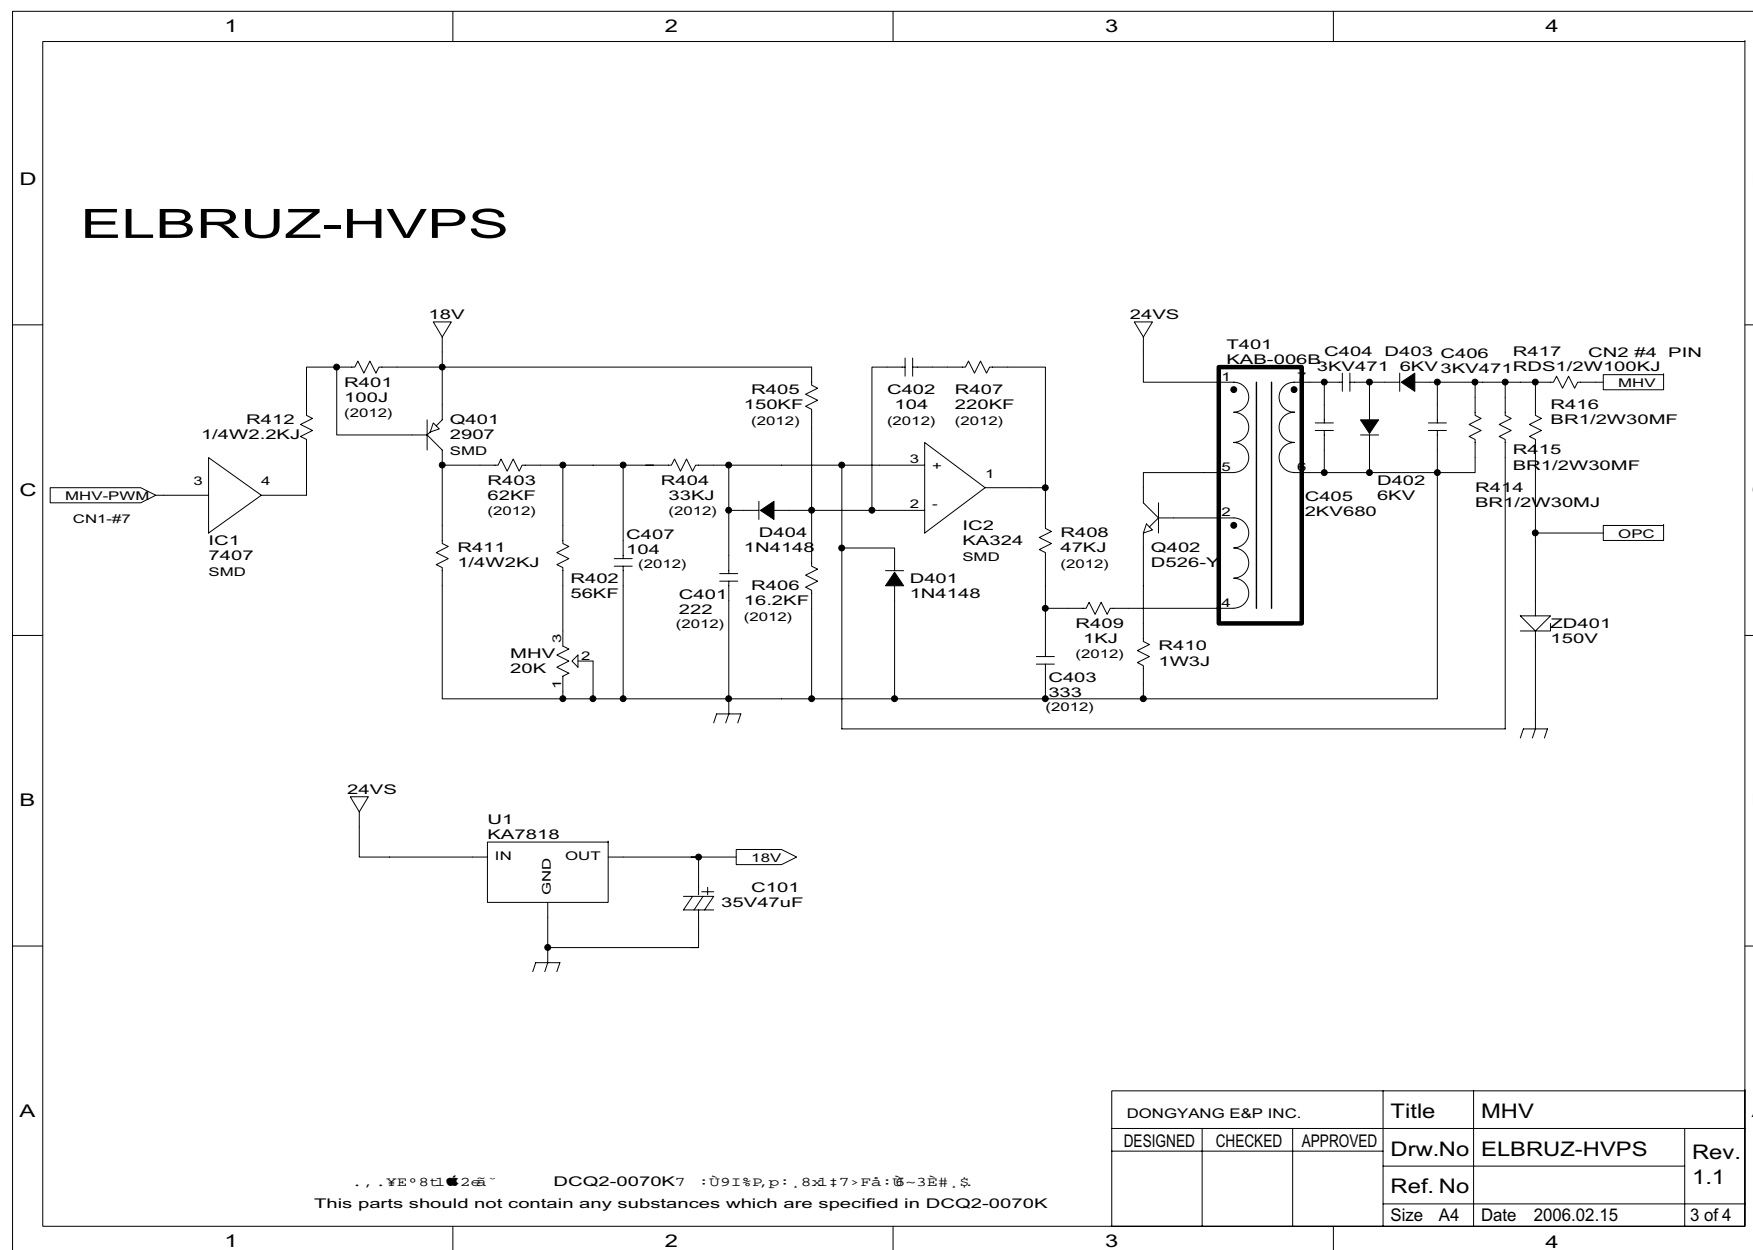 1 2 3 4
D
ELBRUZ-HVPS
18V
24VS
T401
KAB-006B
C404
3KV471
D403
6KV
C406
3KV471
R417
RDS1/2W100KJ
CN2 #4 PIN
MHV
R401
100J
(2012)
R405
150KF
(2012)
C402
104
(2012)
R407
220KF
(2012)
1
R412
1/4W2.2KJ
Q401
2907
SMD
R416
BR1/2W30MF
R415
BR1/2W30MF
C
MHV-PWM
CN1-#7
3
4
IC1
7407
SMD
R403
62KF
(2012)
R404
33KJ
(2012)
3
+
2
-
1
IC2
KA324
SMD
5
6
2
C405
2KV680
D402
6KV
R414
BR1/2W30MJ
OPC
R411
1/4W2KJ
R402
56KF
C407
104
(2012)
D404
1N4148
C401
222
(2012)
R406
16.2KF
(2012)
D401
1N4148
R408
47KJ
(2012)
Q402
D526-Y
4
R409
1KJ
(2012)
R410
1W3J
ZD401
150V
MHV
20K
3
2
1
C403
333
(2012)
B
24VS
U1
KA7818
IN
OUT
GND
18V
+
C101
35V47uF
A
DONGYANG E&P INC.
Title
MHV
DESIGNED
CHECKED
APPROVED
Drw.No
ELBRUZ-HVPS
Rev.
1.1
Ref. No
Size A4
Date 2006.02.15
3 of 4
DCQ2-0070K
This parts should not contain any substances which are specified in DCQ2-0070K
1 2 3 4